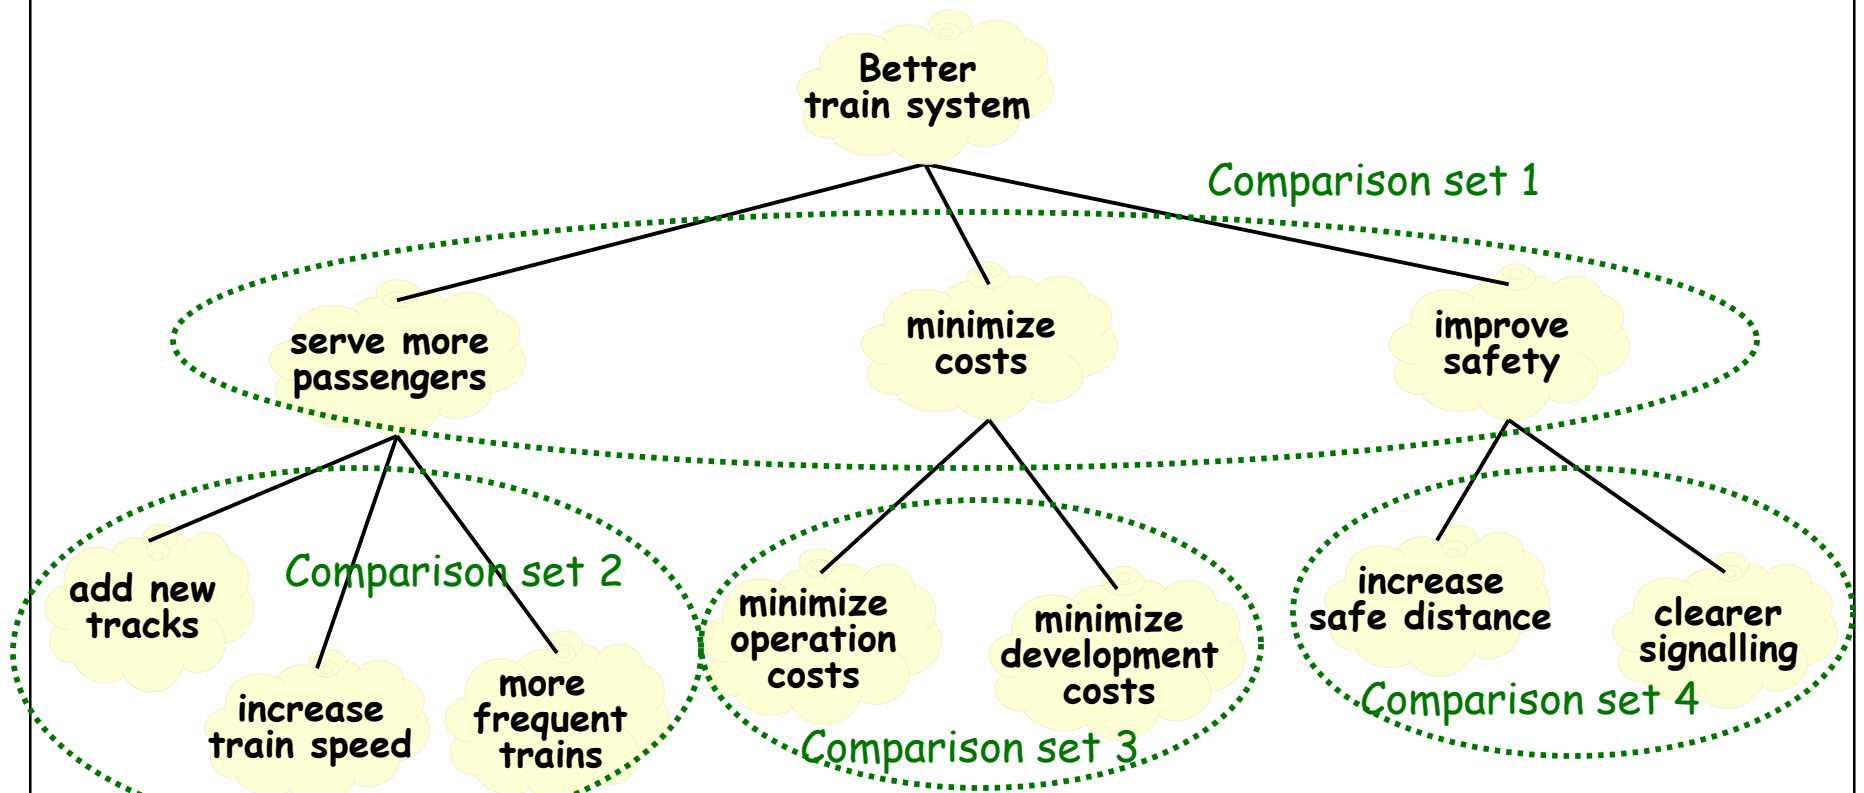 Better
train system
Comparison set 1
serve more
passengers
minimize
costs
improve
safety
add new
tracks
Comparison set 2
increase
train speed
more
frequent
trains
minimize
operation
costs
minimize
development
costs
Comparison set 3
increase
safe distance
clearer
signalling
Comparison set 4